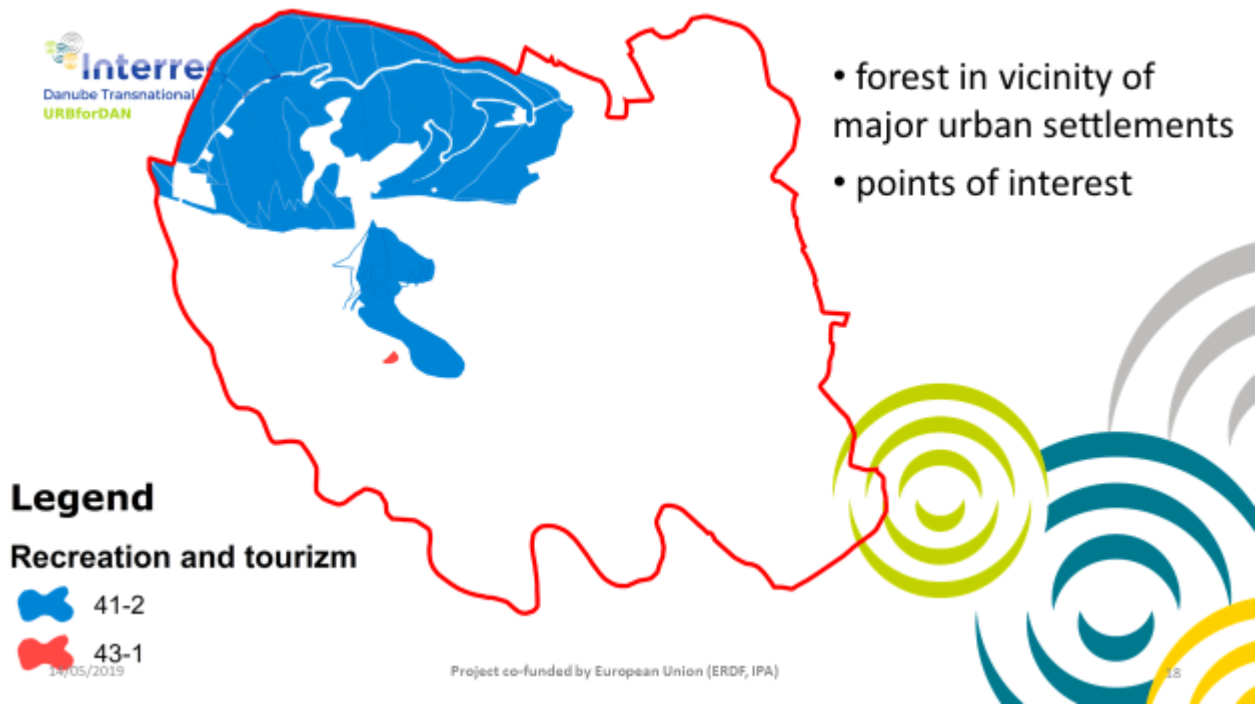 Interre
Danube Transnational
URBforDAN
• forest in vicinity of
major urban settlements
• points of interest
Legend
Recreation and tourizm
41-2
43-1
14/05/2019
Project co-funded by European Union (ERDF, IPA)
18